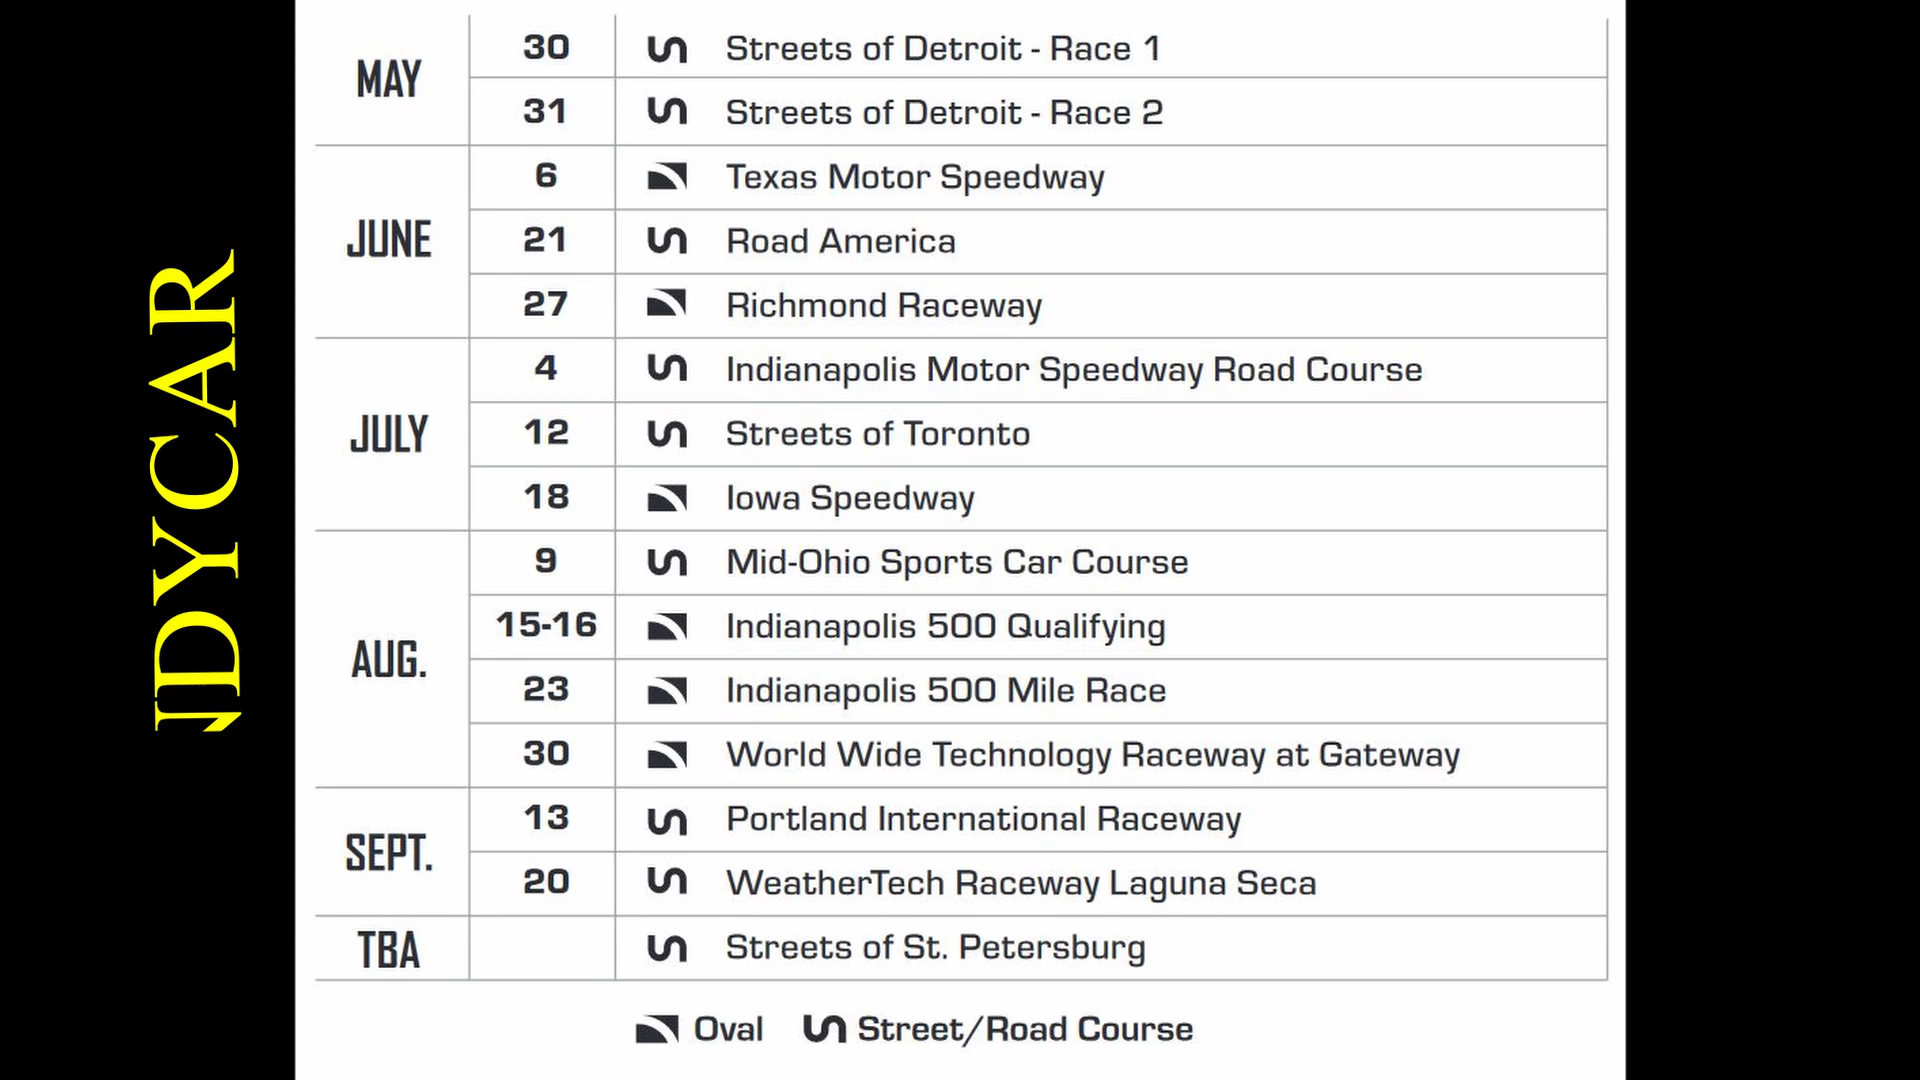 NDYCAR
MAY
30 Streets of Detroit - Race 1
31 Streets of Detroit - Race 2
JUNE
6 Texas Motor Speedway
21 Road America
27 Richmond Raceway
JULY
4 Indianapolis Motor Speedway Road Course
12 Streets of Toronto
18 Iowa Speedway
AUG.
9 Mid-Ohio Sports Car Course
15-16 Indianapolis 500 Qualifying
23 Indianapolis 500 Mile Race
30 World Wide Technology Raceway at Gateway
SEPT.
13 Portland International Raceway
20 WeatherTech Raceway Laguna Seca
TBA Streets of St. Petersburg
Oval Street/Road Course